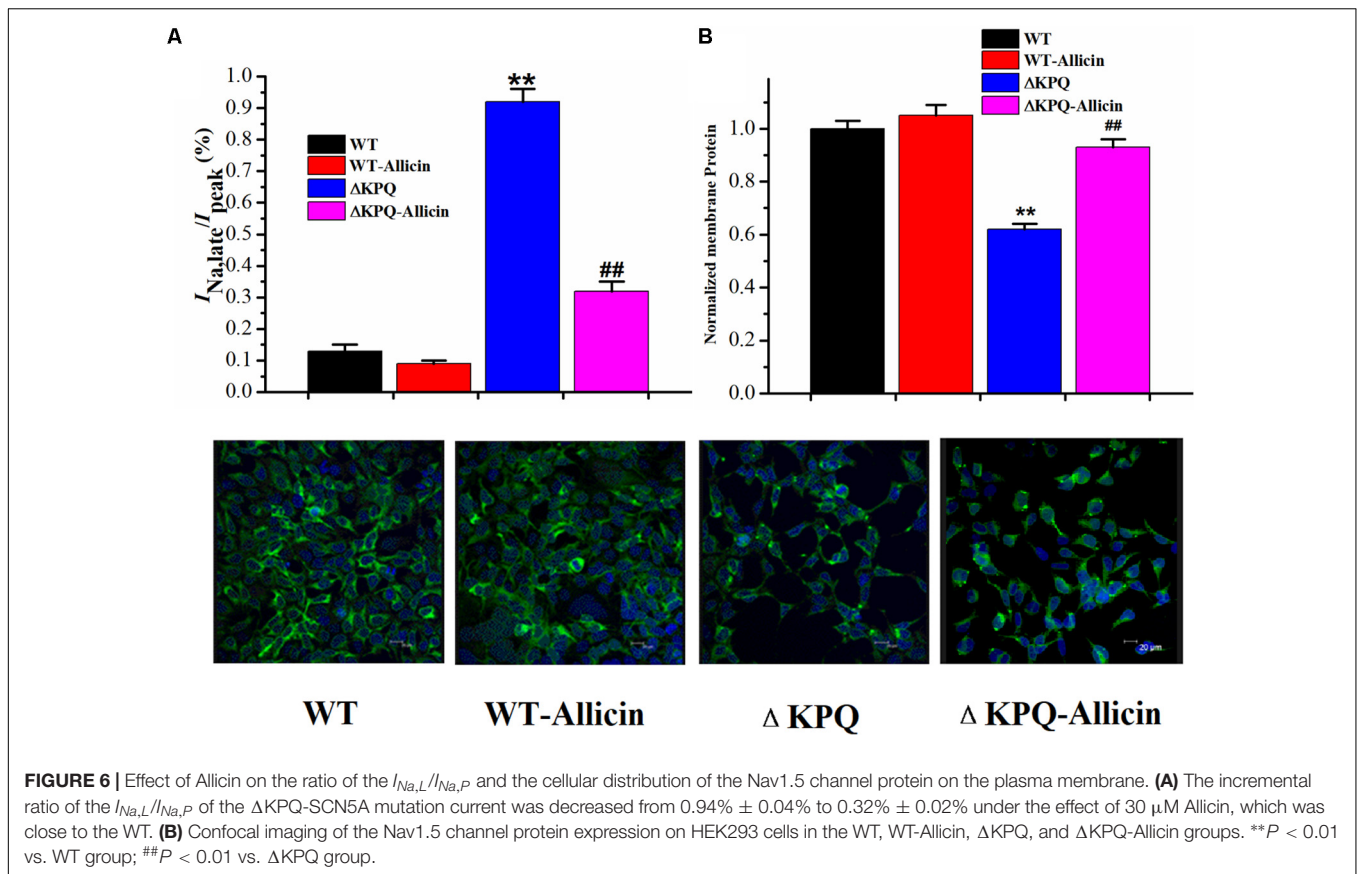 A
1.0
0.9
0.8
0.7
0.6
0.5
0.4
0.3
0.2
0.1
0.0
I Na,late/I peak (%)
WT
WT-Allicin
ΔKPQ
ΔKPQ-Allicin
**
##
B
WT
WT-Allicin
ΔKPQ
ΔKPQ-Allicin
1.0
0.8
0.6
0.4
0.2
0.0
Normalized membrane Protein
**
##
20 μm
WT
WT-Allicin
Δ KPQ
Δ KPQ-Allicin
FIGURE 6 | Effect of Allicin on the ratio of the I Na,L/I Na,P and the cellular distribution of the Nav1.5 channel protein on the plasma membrane. (A) The incremental
ratio of the I Na,L/I Na,P of the ΔKPQ-SCN5A mutation current was decreased from 0.94% ± 0.04% to 0.32% ± 0.02% under the effect of 30 μM Allicin, which was
close to the WT. (B) Confocal imaging of the Nav1.5 channel protein expression on HEK293 cells in the WT, WT-Allicin, ΔKPQ, and ΔKPQ-Allicin groups. **P < 0.01
vs. WT group; ##P < 0.01 vs. ΔKPQ group.